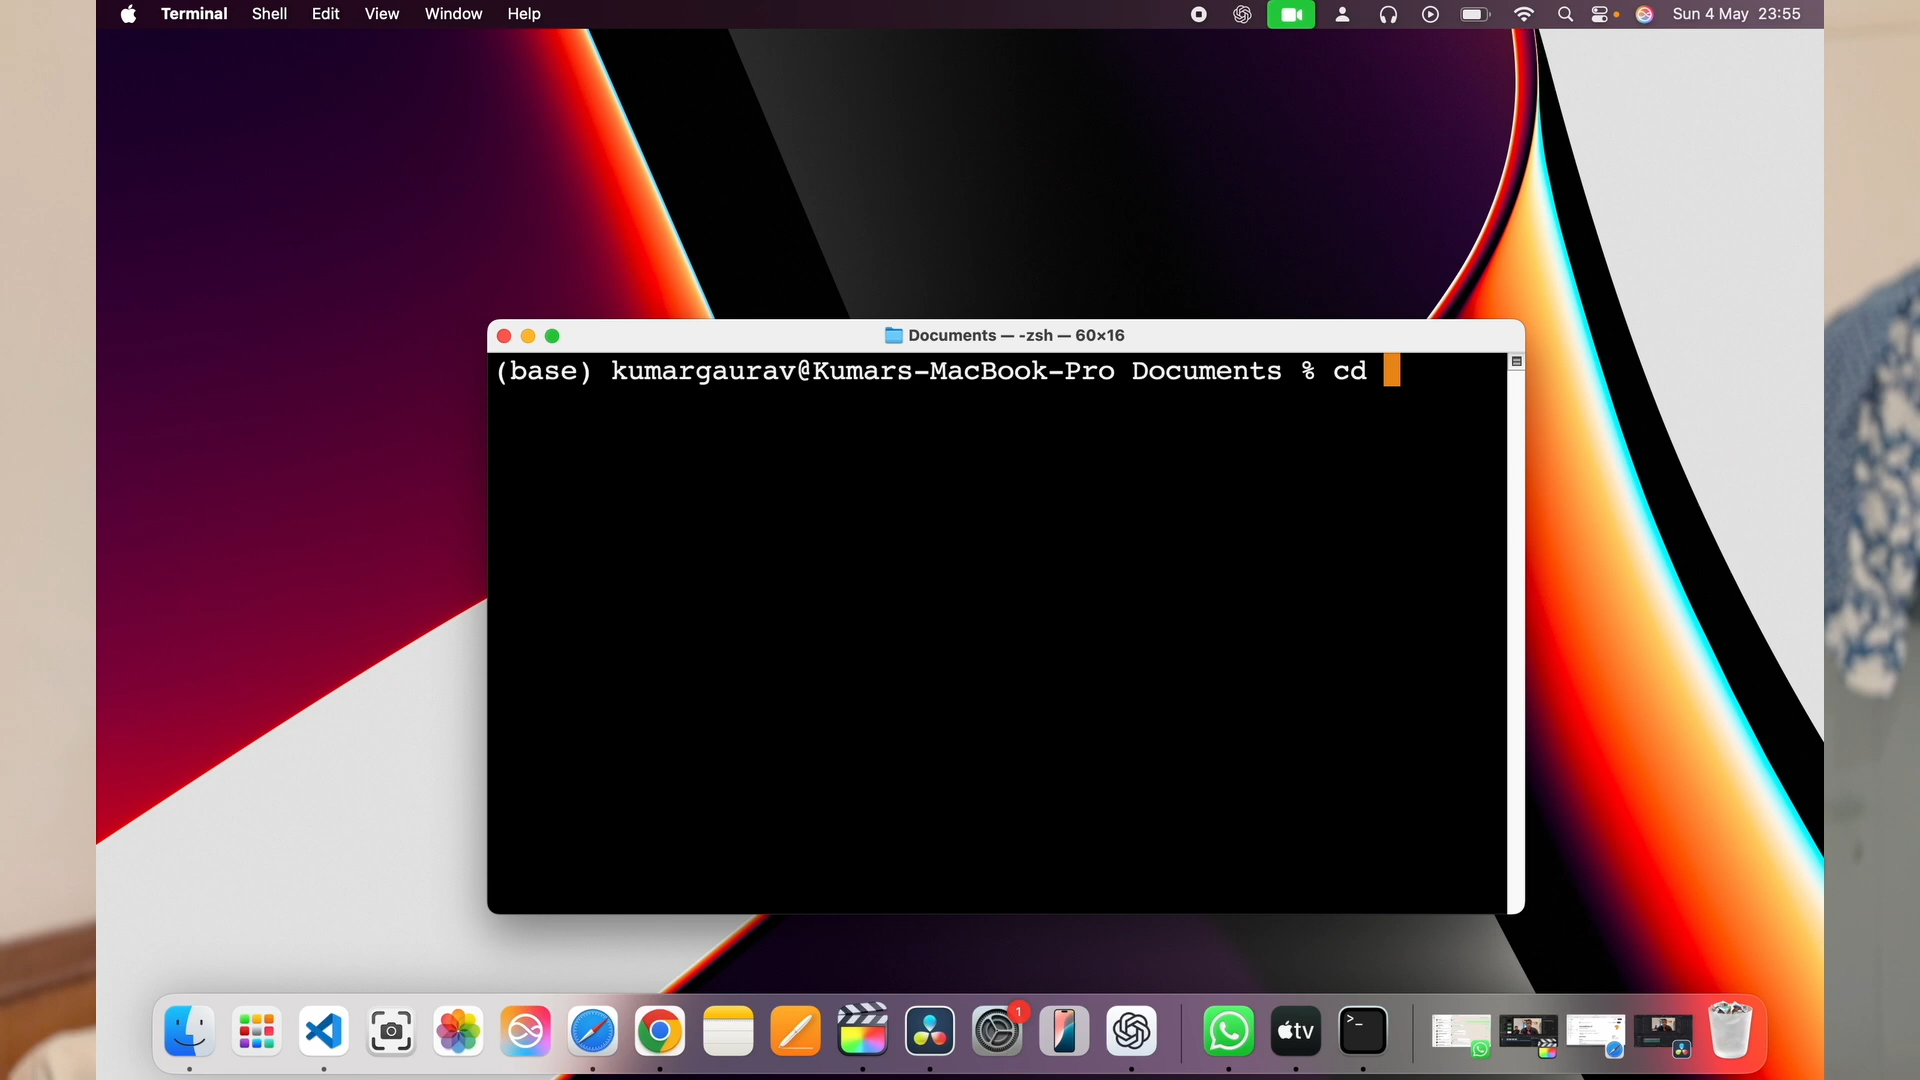 Terminal Shell Edit View Window Help Sun 4 May 23:55
Documents — -zsh — 60×16
(base) kumargaurav@Kumars-MacBook-Pro Documents % cd
1
tv
>_